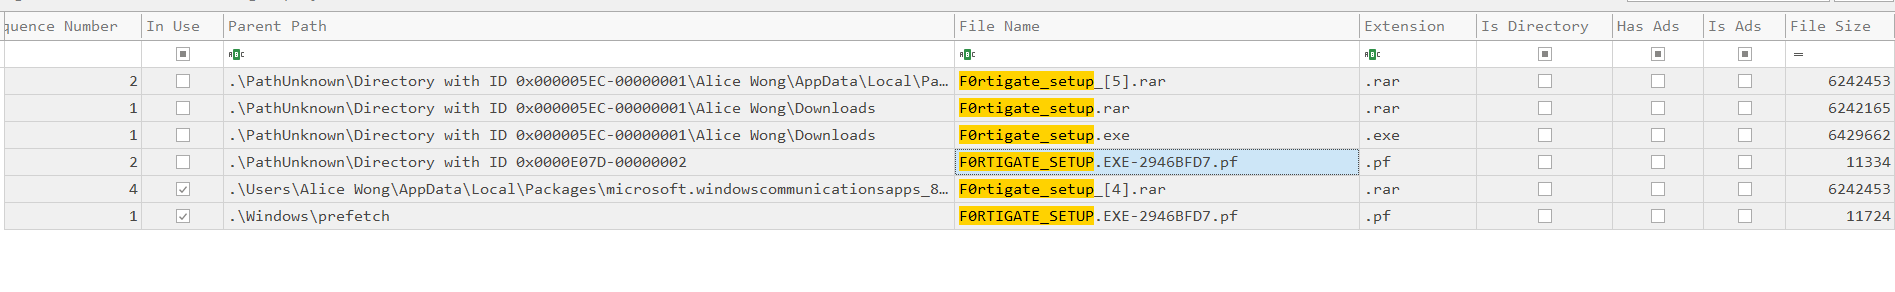 quence Number In Use Parent Path File Name Extension Is Directory Has Ads Is Ads File Size
ABC ABC ABC =
2 .\PathUnknown\Directory with ID 0x000005EC-00000001\Alice Wong\AppData\Local\Pa… F0rtigate_setup_[5].rar .rar 6242453
1 .\PathUnknown\Directory with ID 0x000005EC-00000001\Alice Wong\Downloads F0rtigate_setup.rar .rar 6242165
1 .\PathUnknown\Directory with ID 0x000005EC-00000001\Alice Wong\Downloads F0rtigate_setup.exe .exe 6429662
2 .\PathUnknown\Directory with ID 0x0000E07D-00000002 F0RTIGATE_SETUP.EXE-2946BFD7.pf .pf 11334
4 .\Users\Alice Wong\AppData\Local\Packages\microsoft.windowscommunicationsapps_8… F0rtigate_setup_[4].rar .rar 6242453
1 .\Windows\prefetch F0RTIGATE_SETUP.EXE-2946BFD7.pf .pf 11724